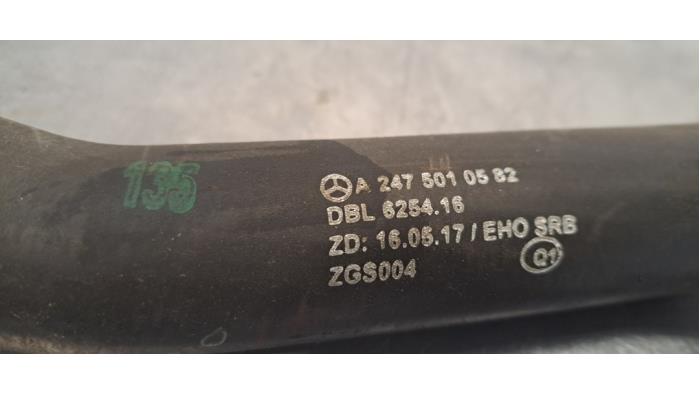 135
A 247 501 05 82
DBL 6254.16
ZD: 16.05.17 / EHO SRB
ZGS004
Q1